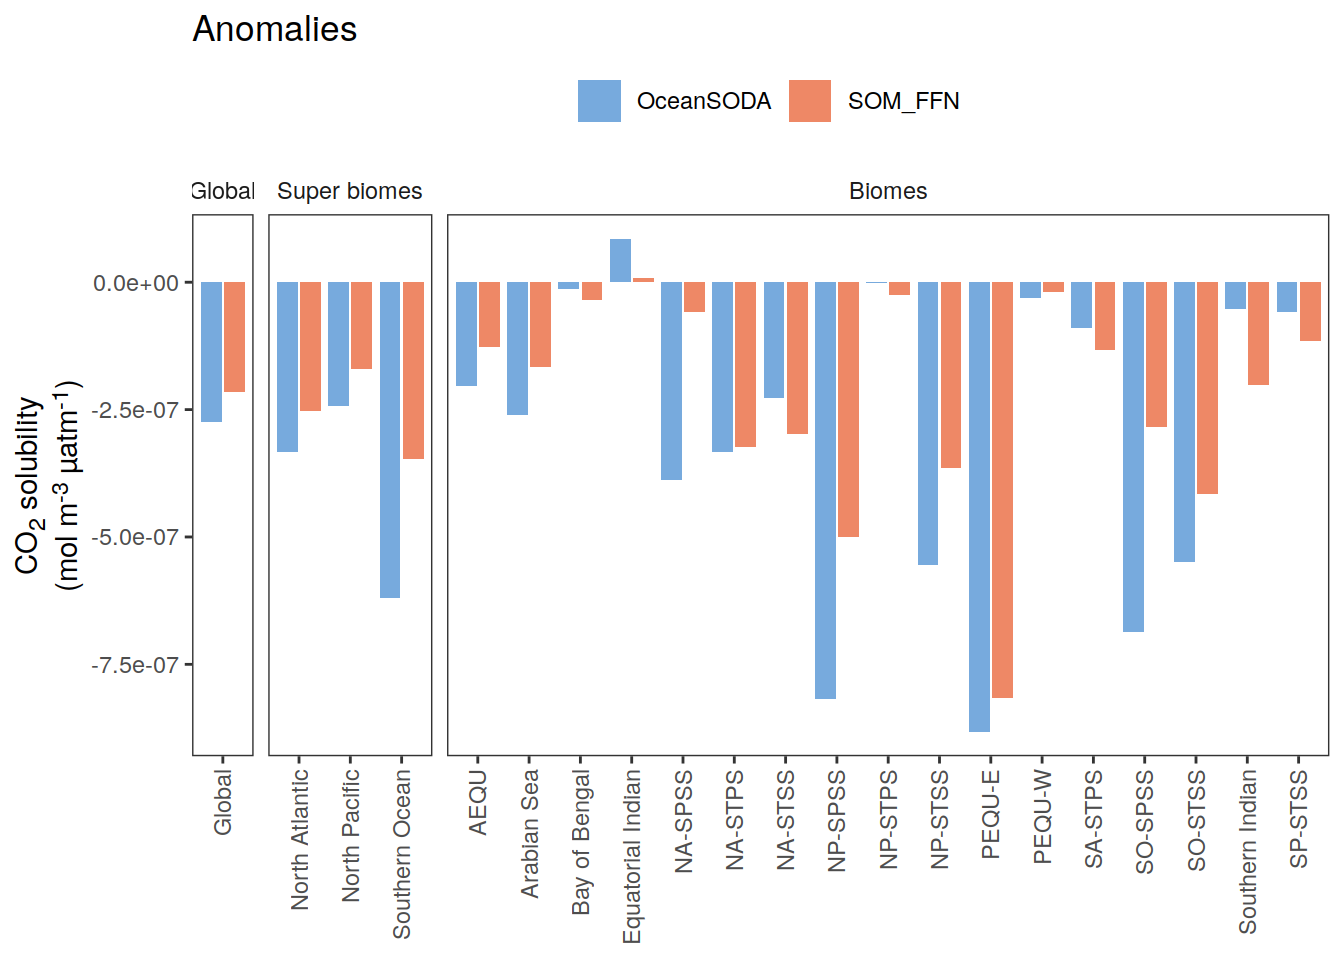 Anomalies
OceanSODA SOM_FFN
Global Super biomes Biomes
CO2 solubility
(mol m-3 µatm-1)
0.0e+00
-2.5e-07
-5.0e-07
-7.5e-07
Global
North Atlantic
North Pacific
Southern Ocean
AEQU
Arabian Sea
Bay of Bengal
Equatorial Indian
NA-SPSS
NA-STPS
NA-STSS
NP-SPSS
NP-STPS
NP-STSS
PEQU-E
PEQU-W
SA-STPS
SO-SPSS
SO-STSS
Southern Indian
SP-STSS